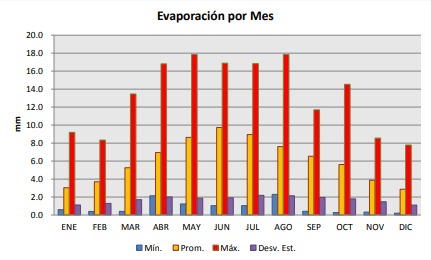 Evaporación por Mes
20.0
18.0
16.0
14.0
12.0
10.0
8.0
6.0
4.0
2.0
0.0
mm
ENE FEB MAR ABR MAY JUN JUL AGO SEP OCT NOV DIC
Mín. Prom. Máx. Desv. Est.